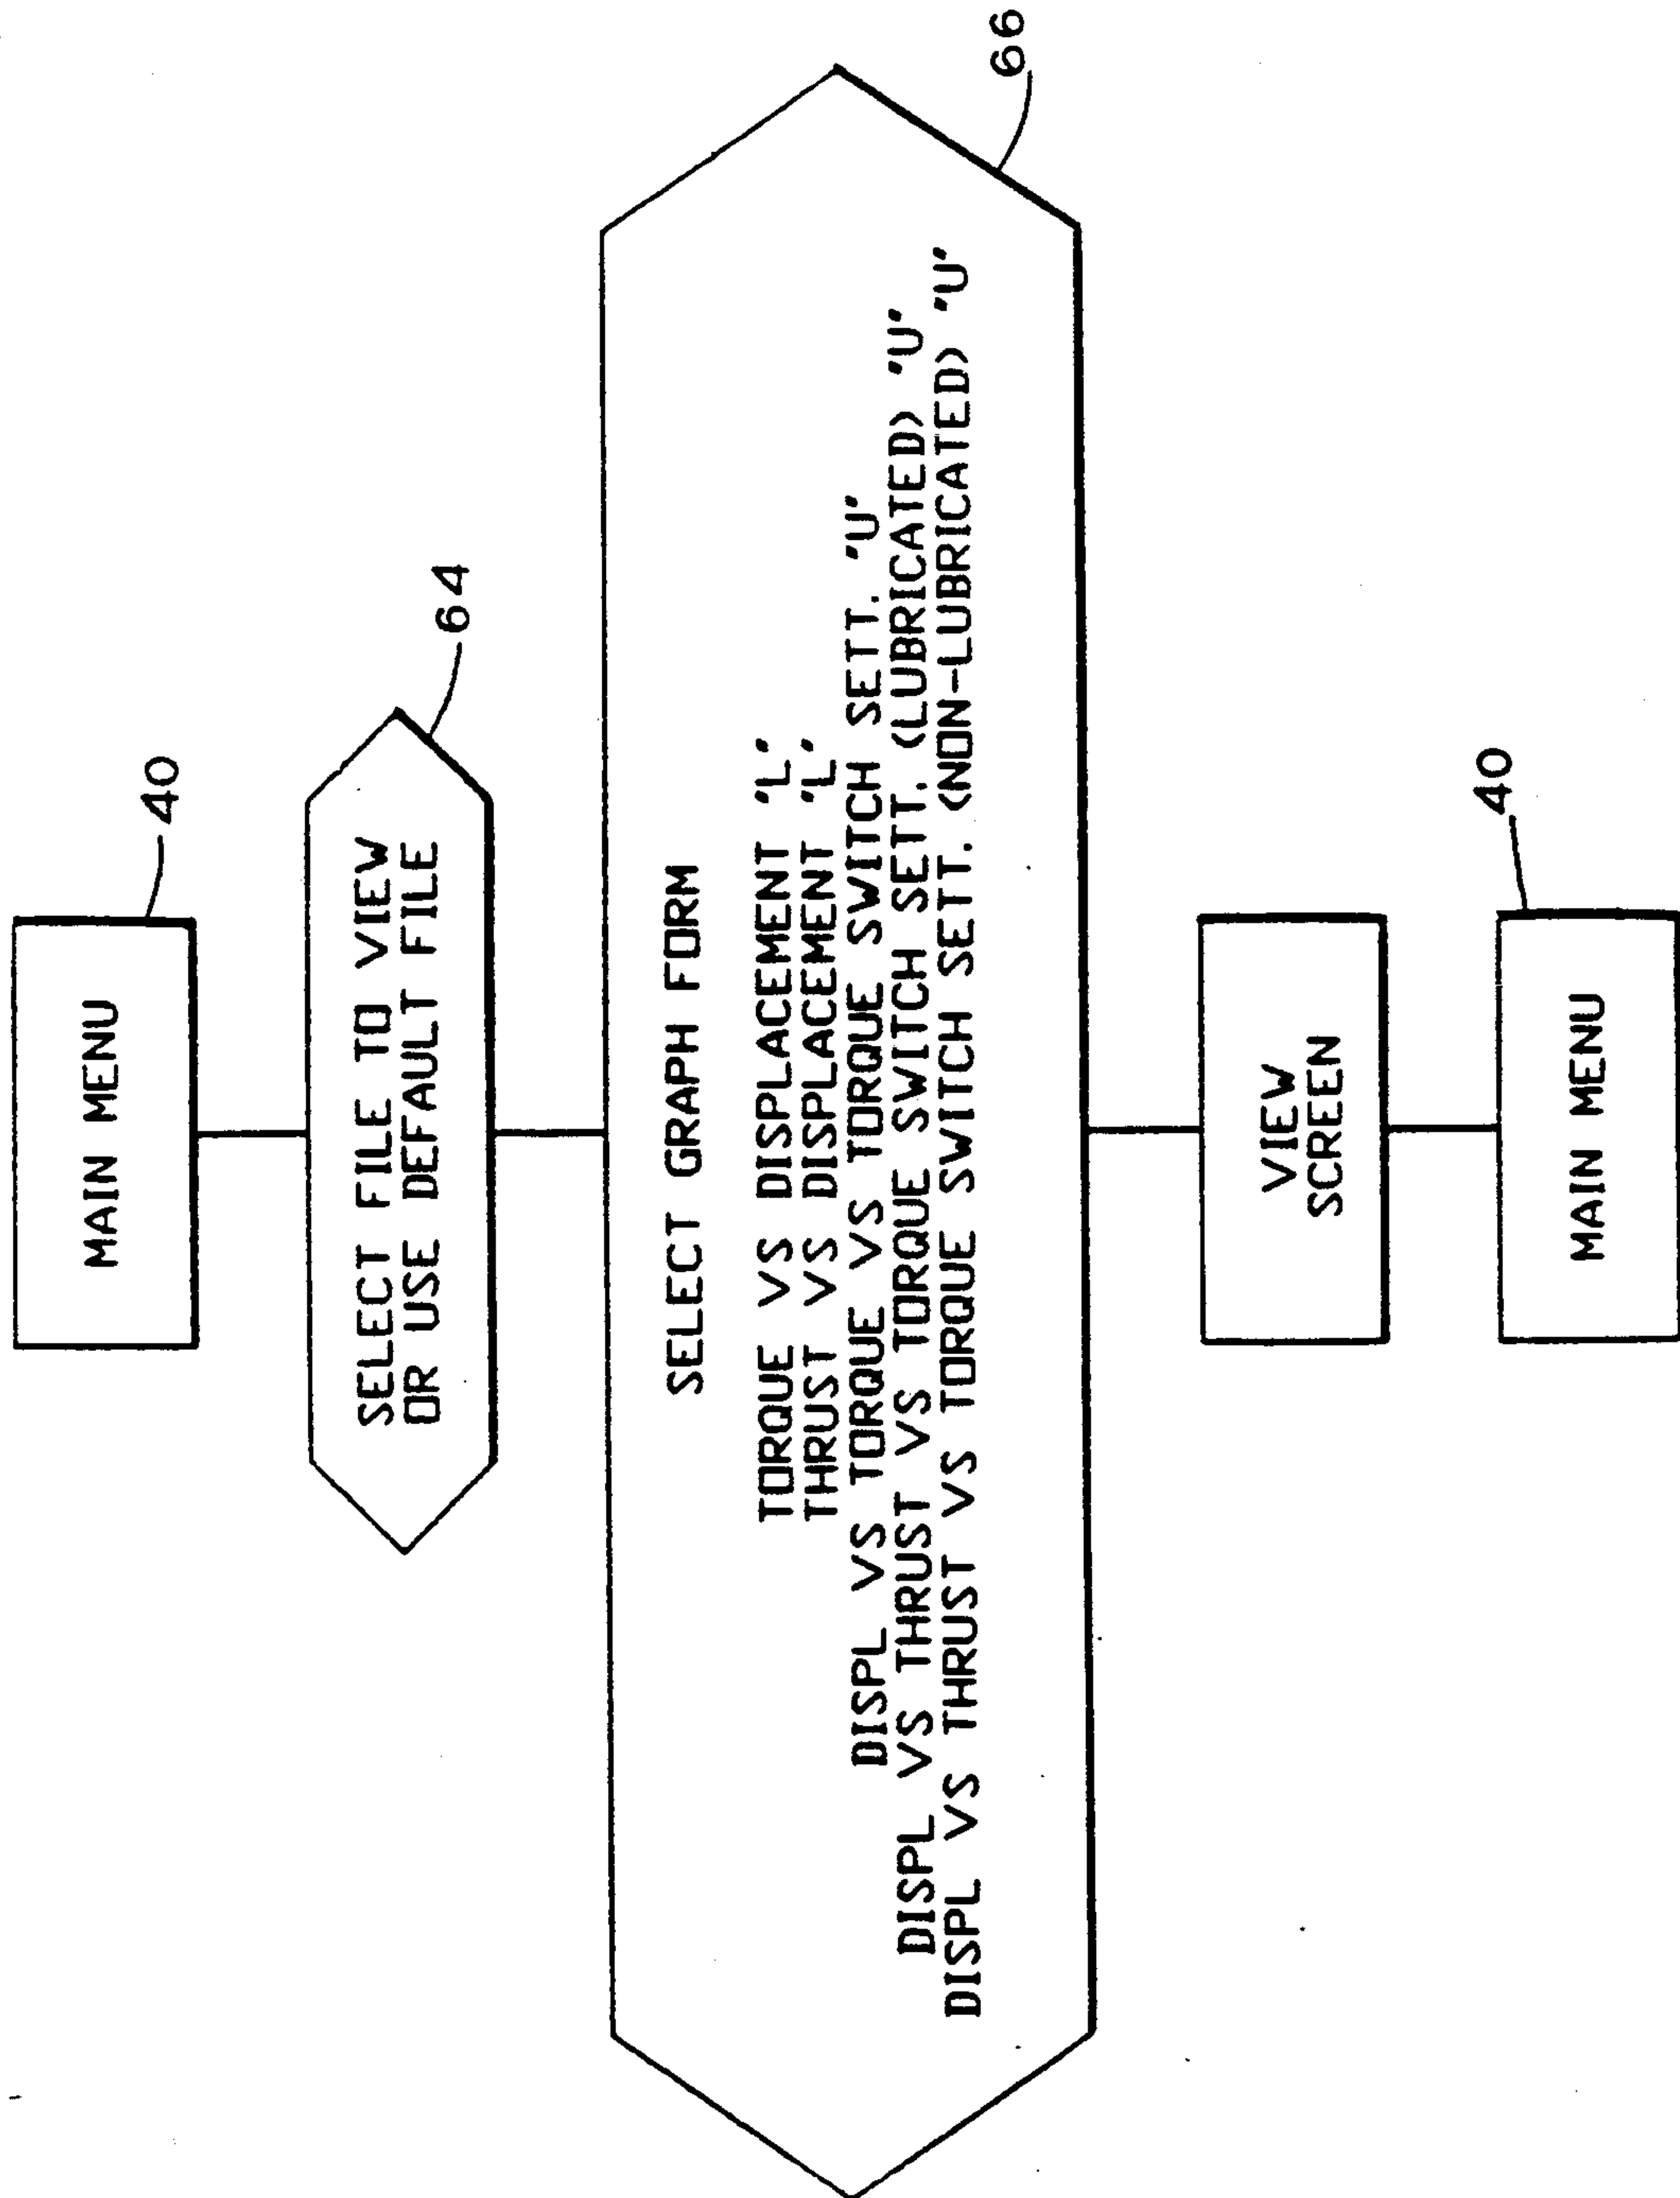 MAIN MENU
40
SELECT FILE TO VIEW
OR USE DEFAULT FILE
64
SELECT GRAPH FORM
TORQUE VS DISPLACEMENT 'L'
THRUST VS DISPLACEMENT 'L'
DISPL VS TORQUE VS TORQUE SWITCH SETT. 'U'
DISPL VS THRUST VS TORQUE SWITCH SETT. (LUBRICATED) 'U'
DISPL VS THRUST VS TORQUE SWITCH SETT. (NON-LUBRICATED) 'U'
66
VIEW
SCREEN
MAIN MENU
40